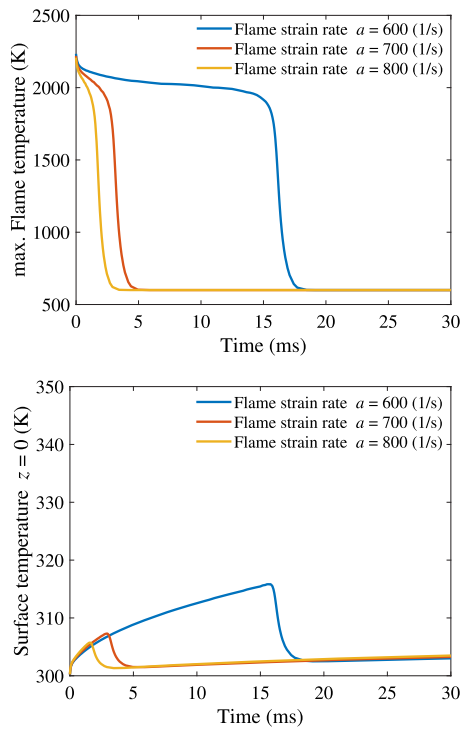 2500
2000
1500
1000
500
max. Flame temperature (K)
Flame strain rate a = 600 (1/s)
Flame strain rate a = 700 (1/s)
Flame strain rate a = 800 (1/s)
0 5 10 15 20 25 30
Time (ms)
350
340
330
320
310
300
Surface temperature z = 0 (K)
Flame strain rate a = 600 (1/s)
Flame strain rate a = 700 (1/s)
Flame strain rate a = 800 (1/s)
0 5 10 15 20 25 30
Time (ms)